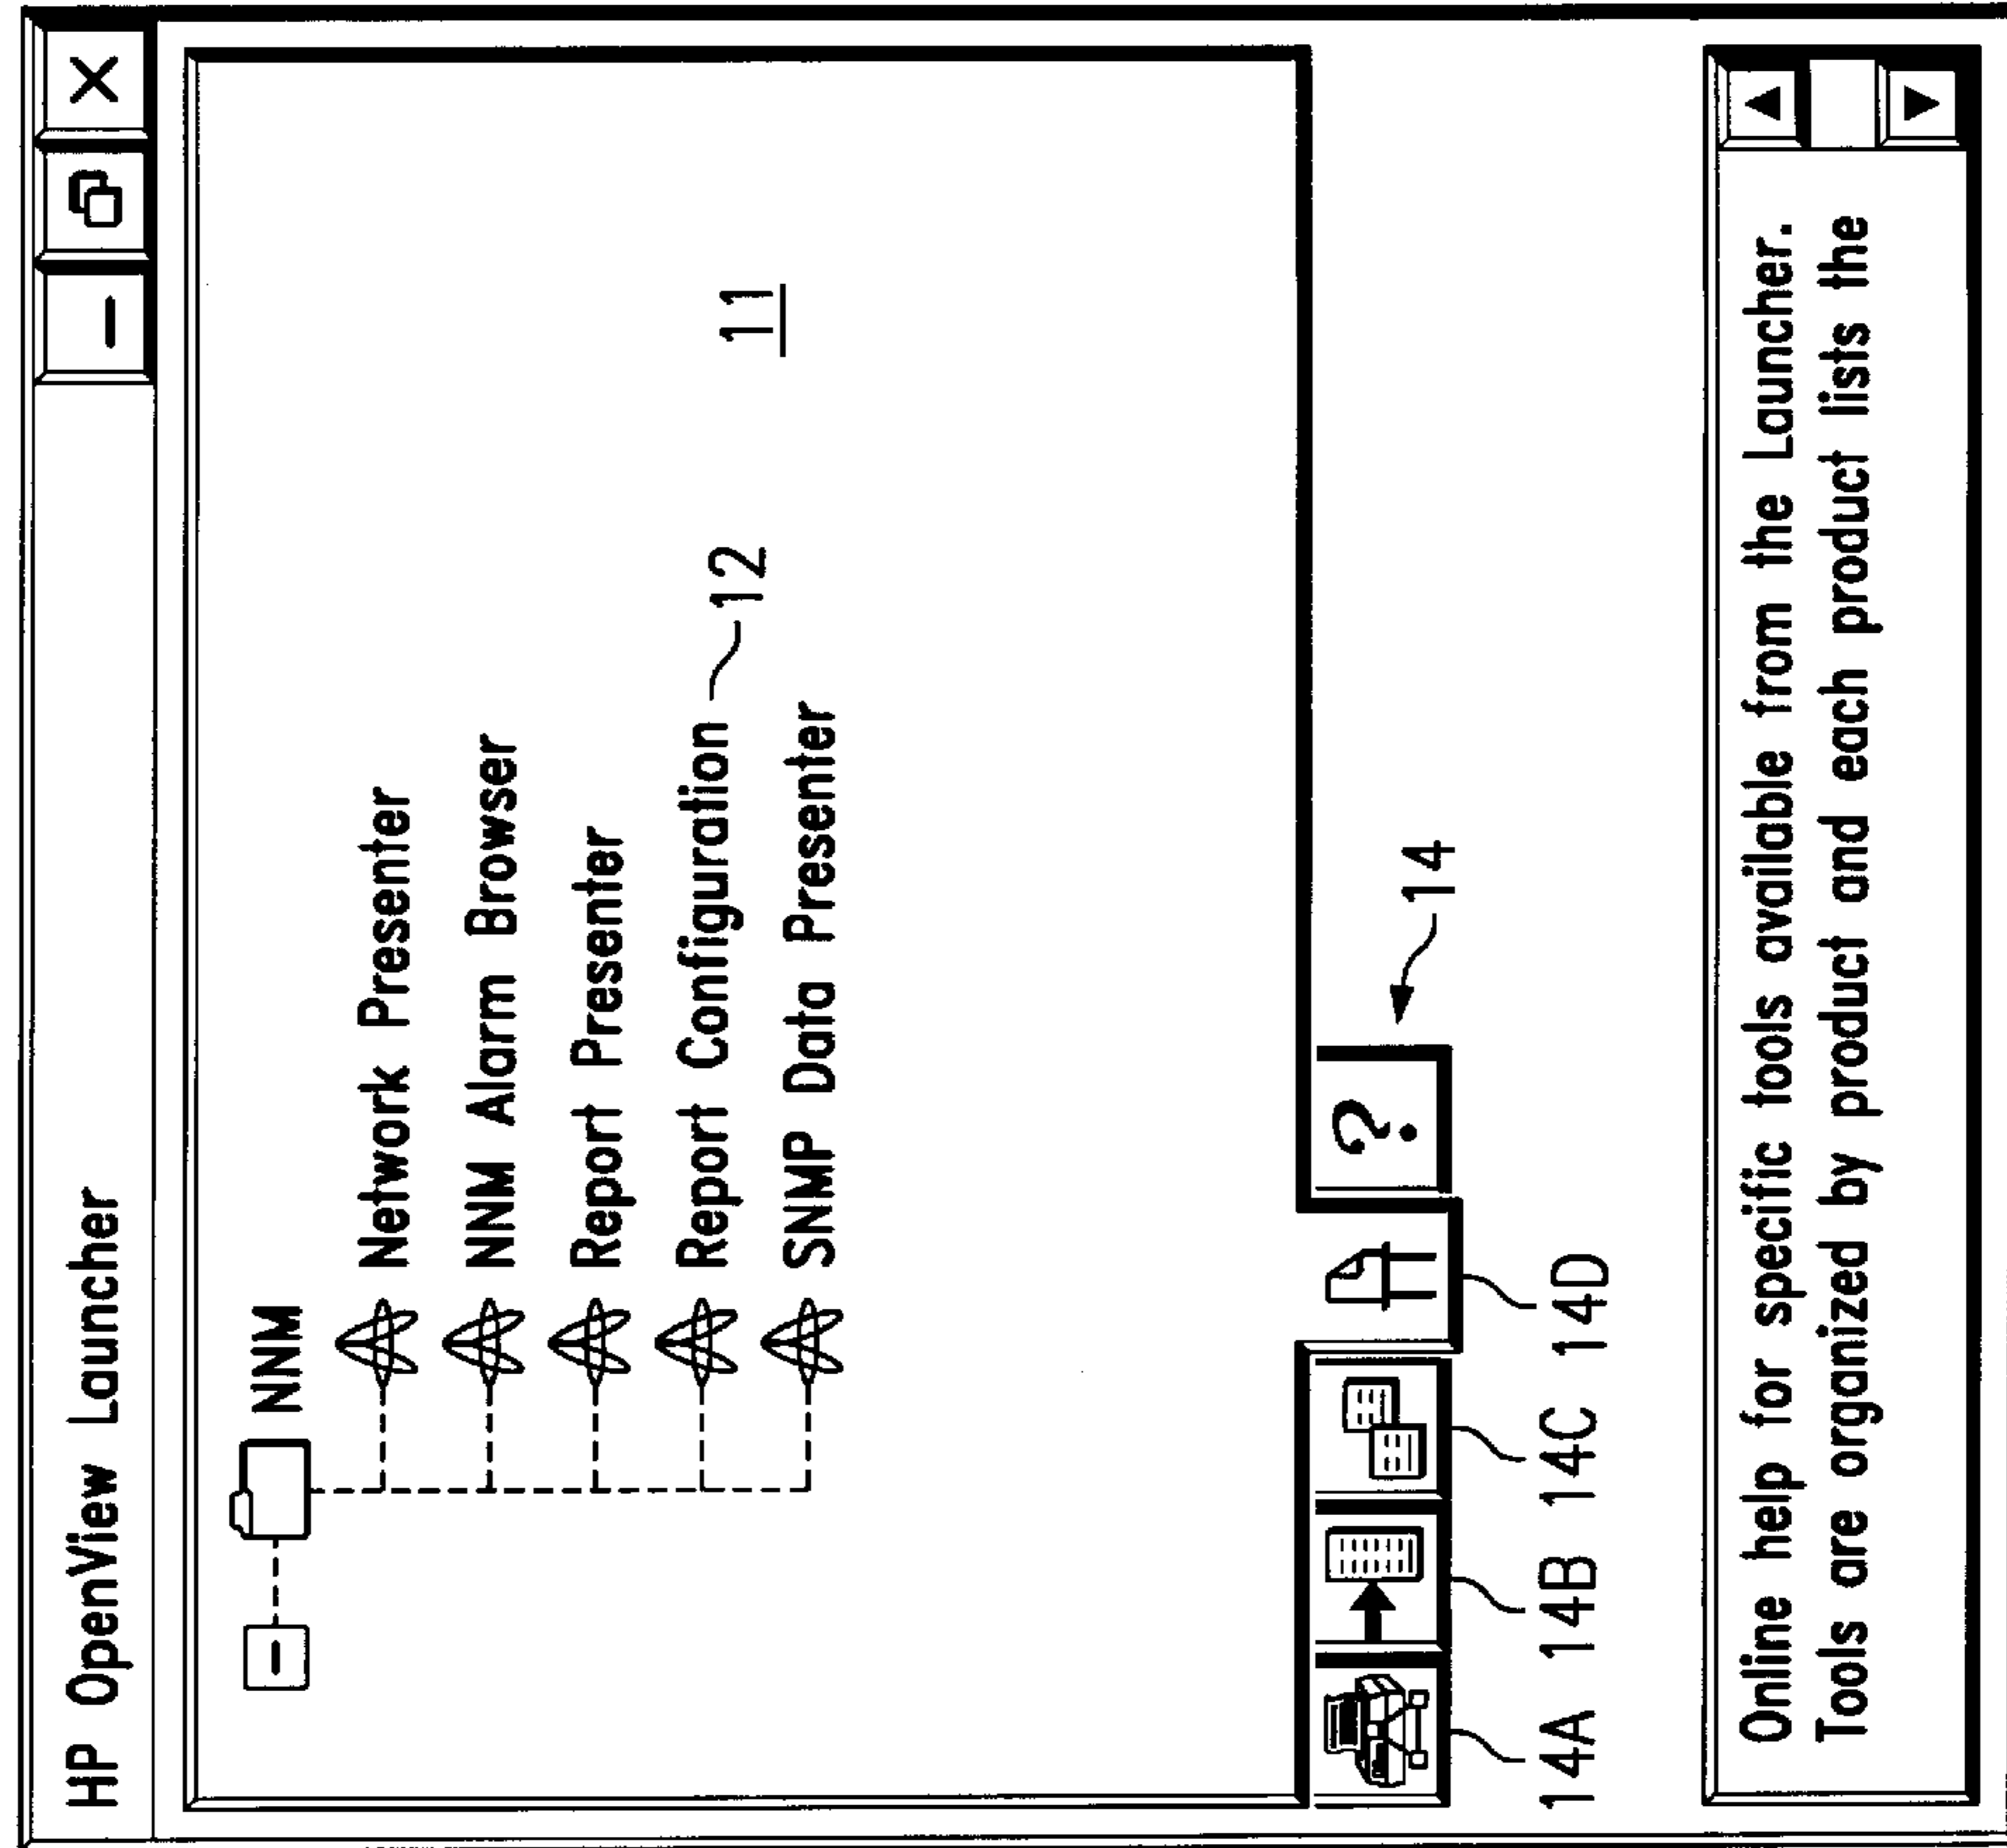 HP OpenView Launcher
NNM
Network Presenter
NNM Alarm Browser
Report Presenter
Report Configuration 12
SNMP Data Presenter
11
?
14
14A 14B 14C 14D
Online help for specific tools available from the Launcher.
Tools are organized by product and each product lists the